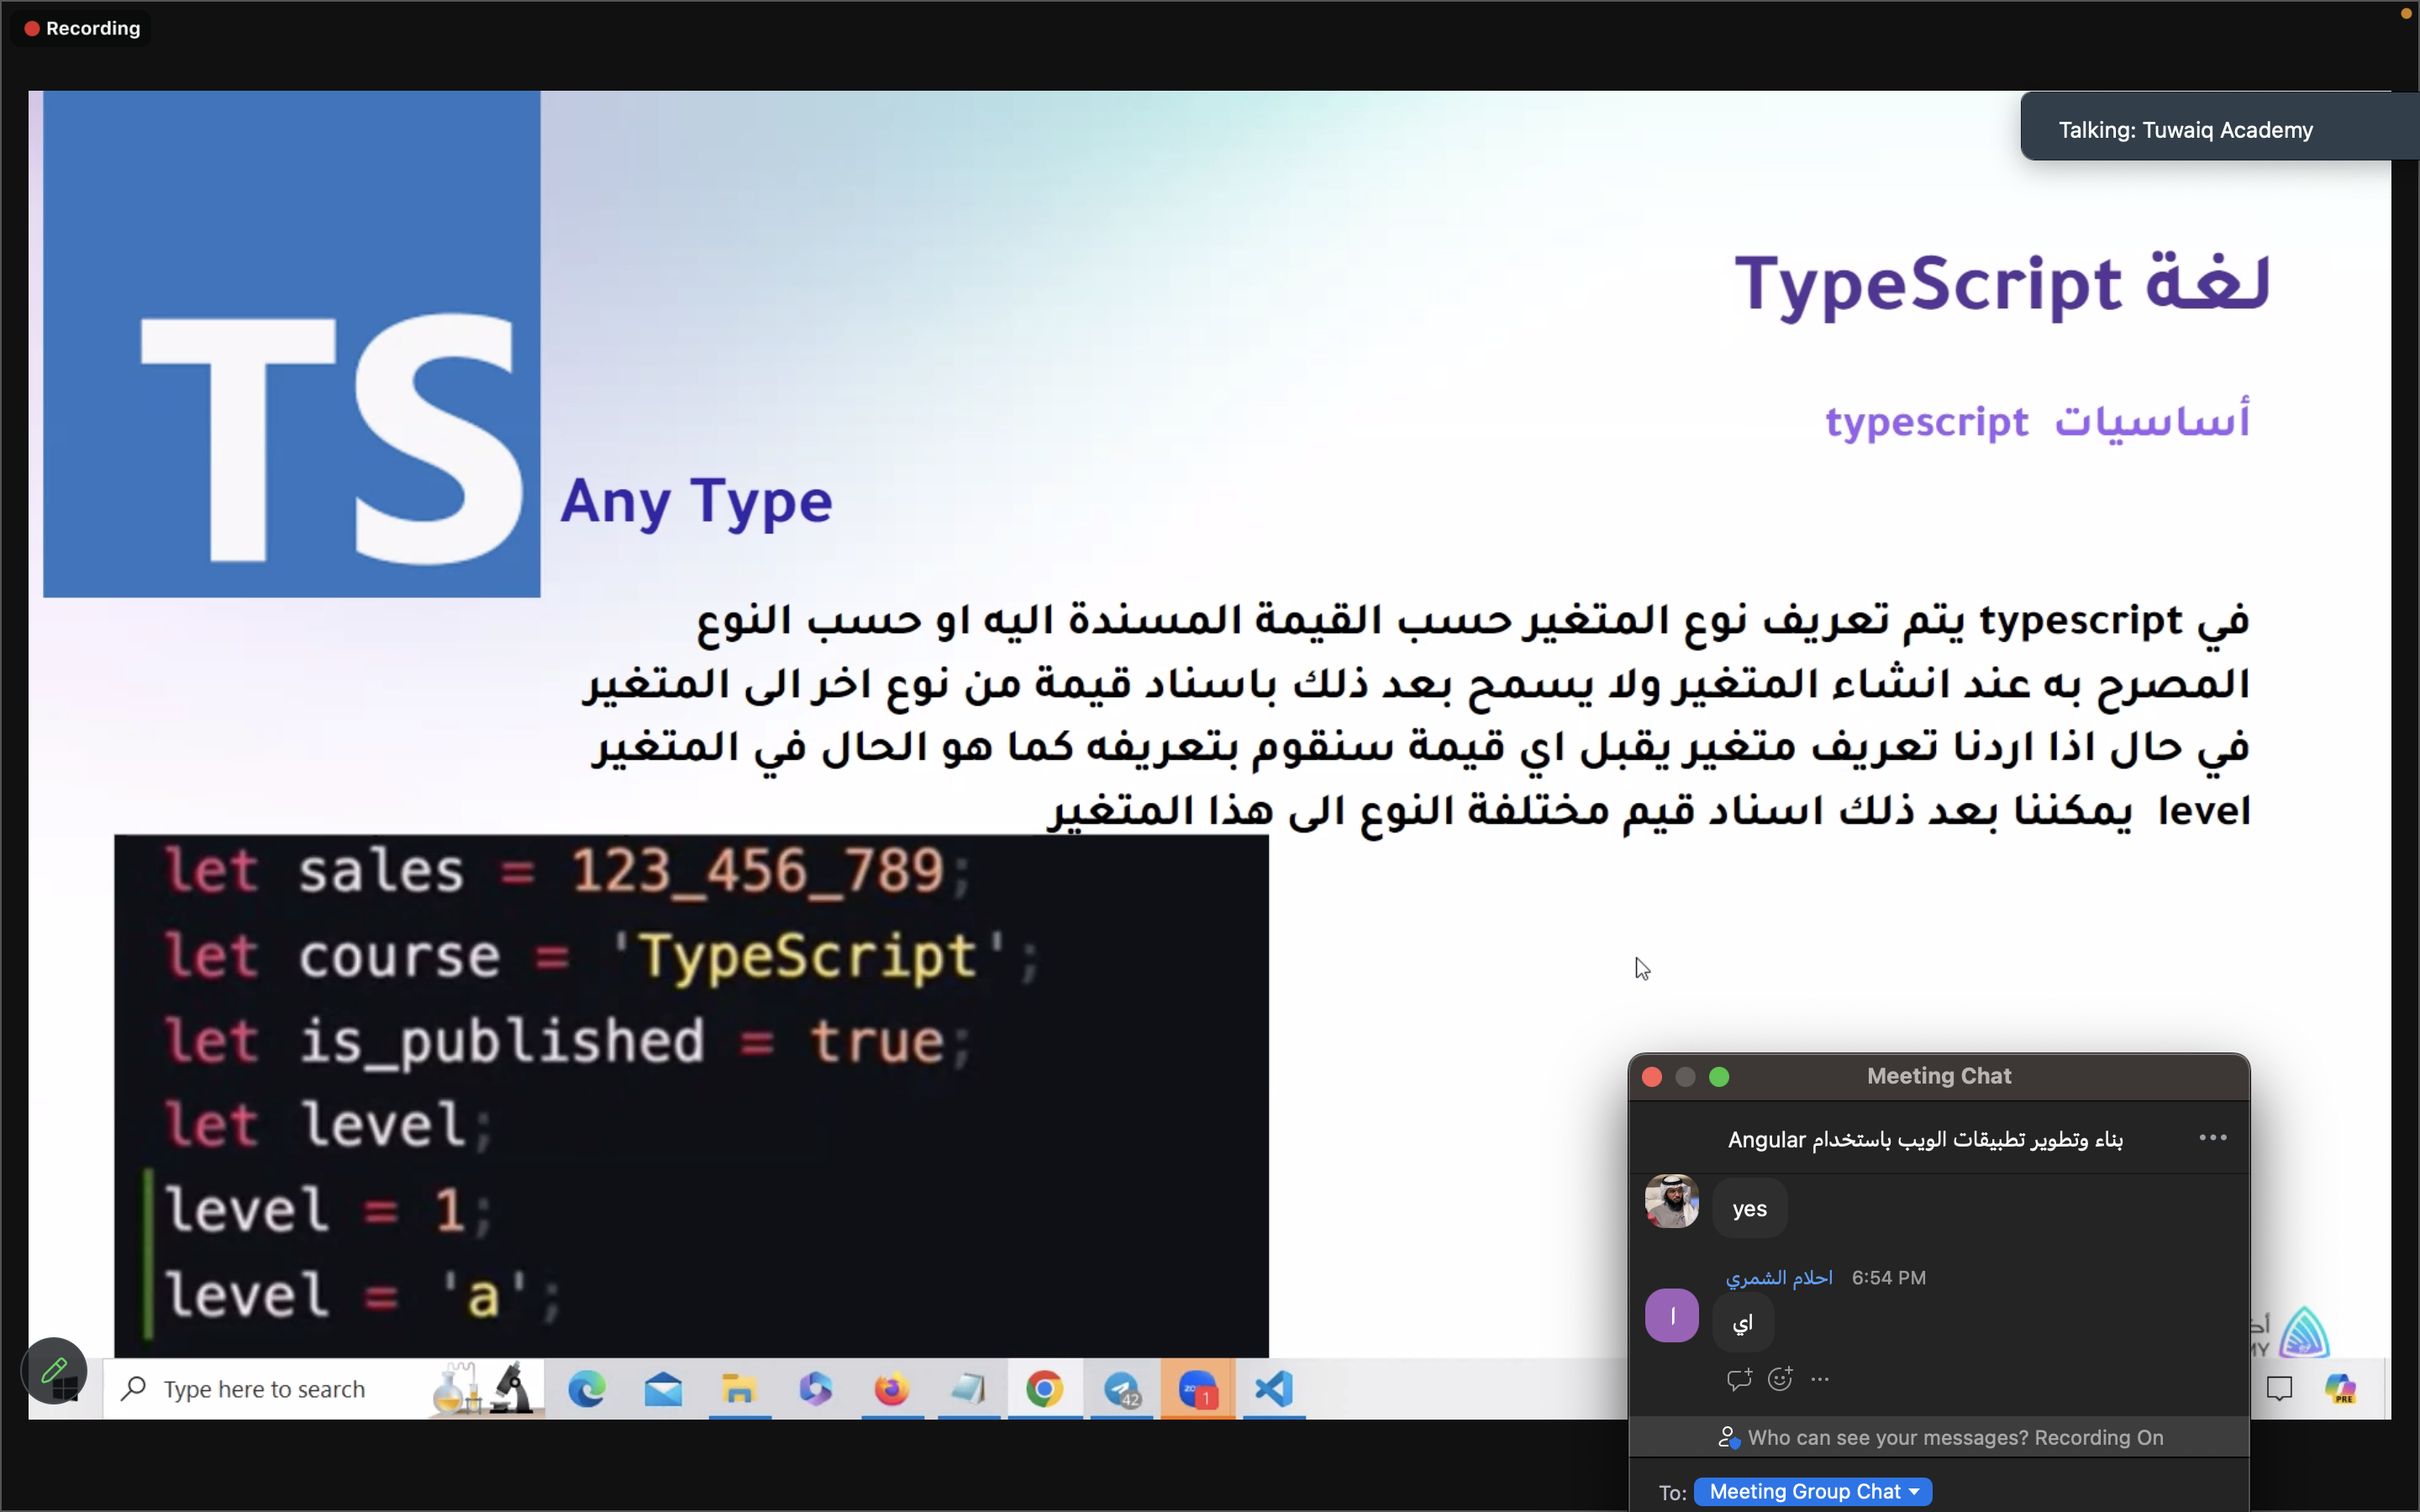 Recording
Talking: Tuwaiq Academy
لغة TypeScript
أساسيات typescript
TS
Any Type
في typescript يتم تعريف نوع المتغير حسب القيمة المسندة اليه او حسب النوع
المصرح به عند انشاء المتغير ولا يسمح بعد ذلك باسناد قيمة من نوع اخر الى المتغير
في حال اذا اردنا تعريف متغير يقبل اي قيمة سنقوم بتعريفه كما هو الحال في المتغير
level يمكننا بعد ذلك اسناد قيم مختلفة النوع الى هذا المتغير
let sales = 123_456_789;
let course = 'TypeScript';
let is_published = true;
let level;
level = 1;
level = 'a';
Meeting Chat
بناء وتطوير تطبيقات الويب باستخدام Angular
yes
احلام الشمري 6:54 PM
ا
اي
Who can see your messages? Recording On
To: Meeting Group Chat
Type here to search
42
1
PRE